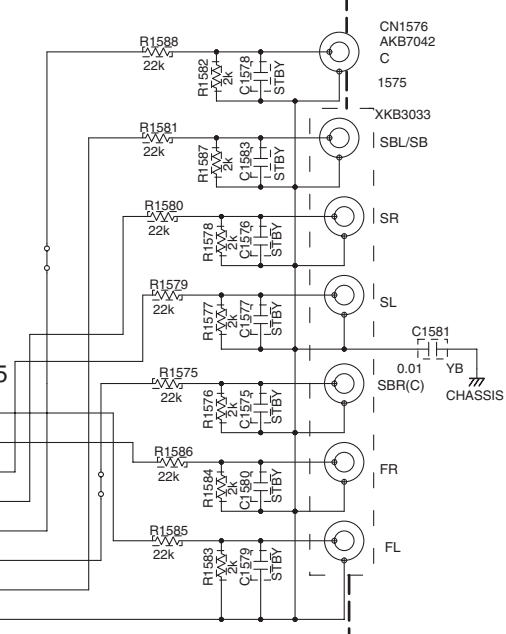 CN1576
AKB7042
C
1575
R1588
22k
R1582
2k
C1578
STBY
XKB3033
R1581
22k
R1587
2k
C1583
STBY
SBL/SB
R1580
22k
R1578
2k
C1576
STBY
SR
R1579
22k
R1577
2k
C1577
STBY
SL
C1581
0.01 YB
CHASSIS
5
R1575
22k
R1576
2k
C1575
STBY
SBR(C)
R1586
22k
R1584
2k
C1580
STBY
FR
R1585
22k
R1583
2k
C1579
STBY
FL